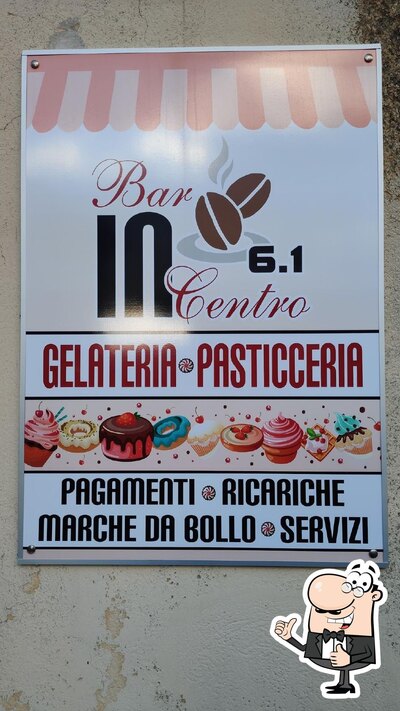 Bar
IN 6.1
Centro
GELATERIA PASTICCERIA
PAGAMENTI RICARICHE
MARCHE DA BOLLO SERVIZI